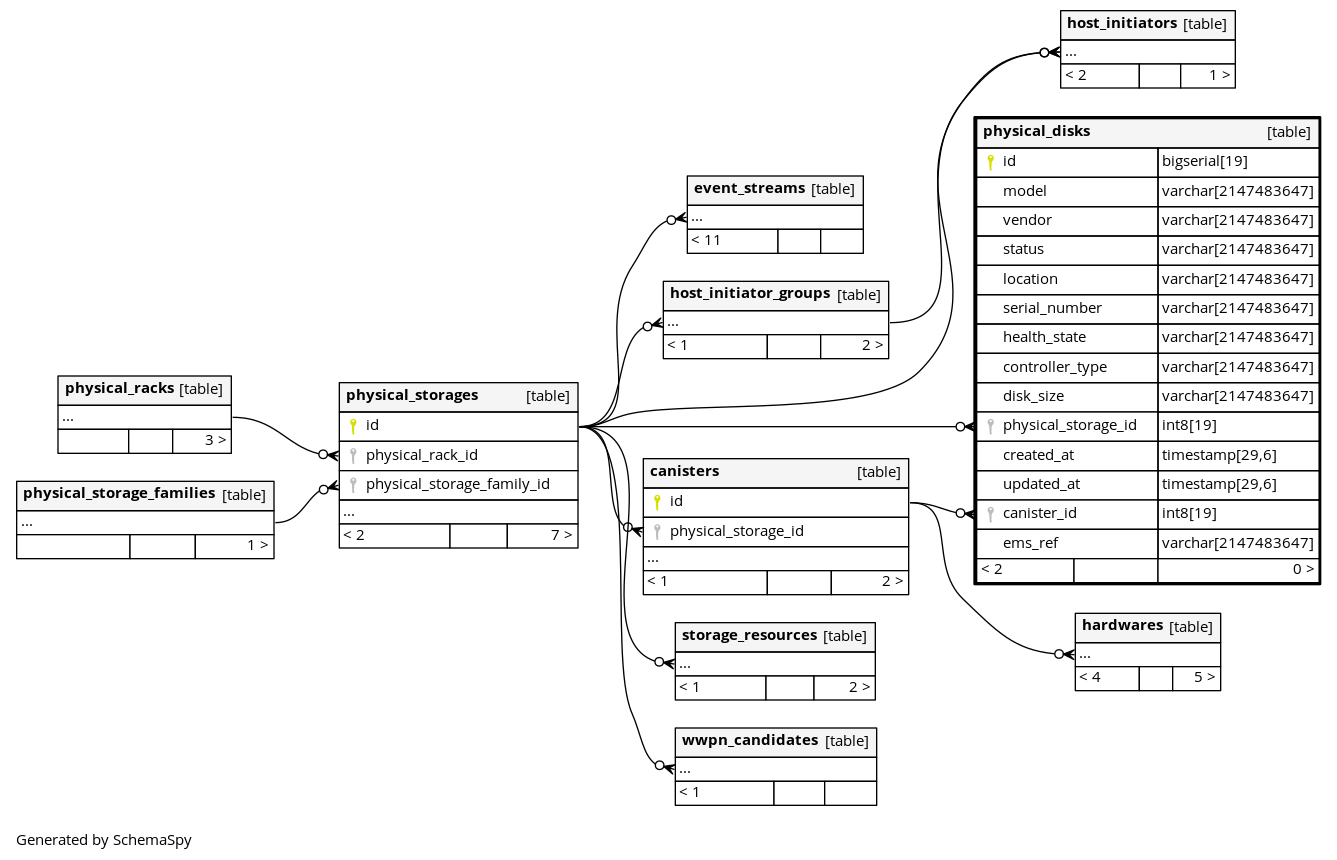 host_initiators [table]
...
< 2 1 >
physical_disks [table]
id bigserial[19]
model varchar[2147483647]
vendor varchar[2147483647]
status varchar[2147483647]
location varchar[2147483647]
serial_number varchar[2147483647]
health_state varchar[2147483647]
controller_type varchar[2147483647]
disk_size varchar[2147483647]
physical_storage_id int8[19]
created_at timestamp[29,6]
updated_at timestamp[29,6]
canister_id int8[19]
ems_ref varchar[2147483647]
< 2 0 >
event_streams [table]
...
< 11
host_initiator_groups [table]
...
< 1 2 >
physical_racks [table]
...
3 >
physical_storages [table]
id
physical_rack_id
physical_storage_family_id
...
< 2 7 >
physical_storage_families [table]
...
1 >
canisters [table]
id
physical_storage_id
...
< 1 2 >
storage_resources [table]
...
< 1 2 >
hardwares [table]
...
< 4 5 >
wwpn_candidates [table]
...
< 1
Generated by SchemaSpy